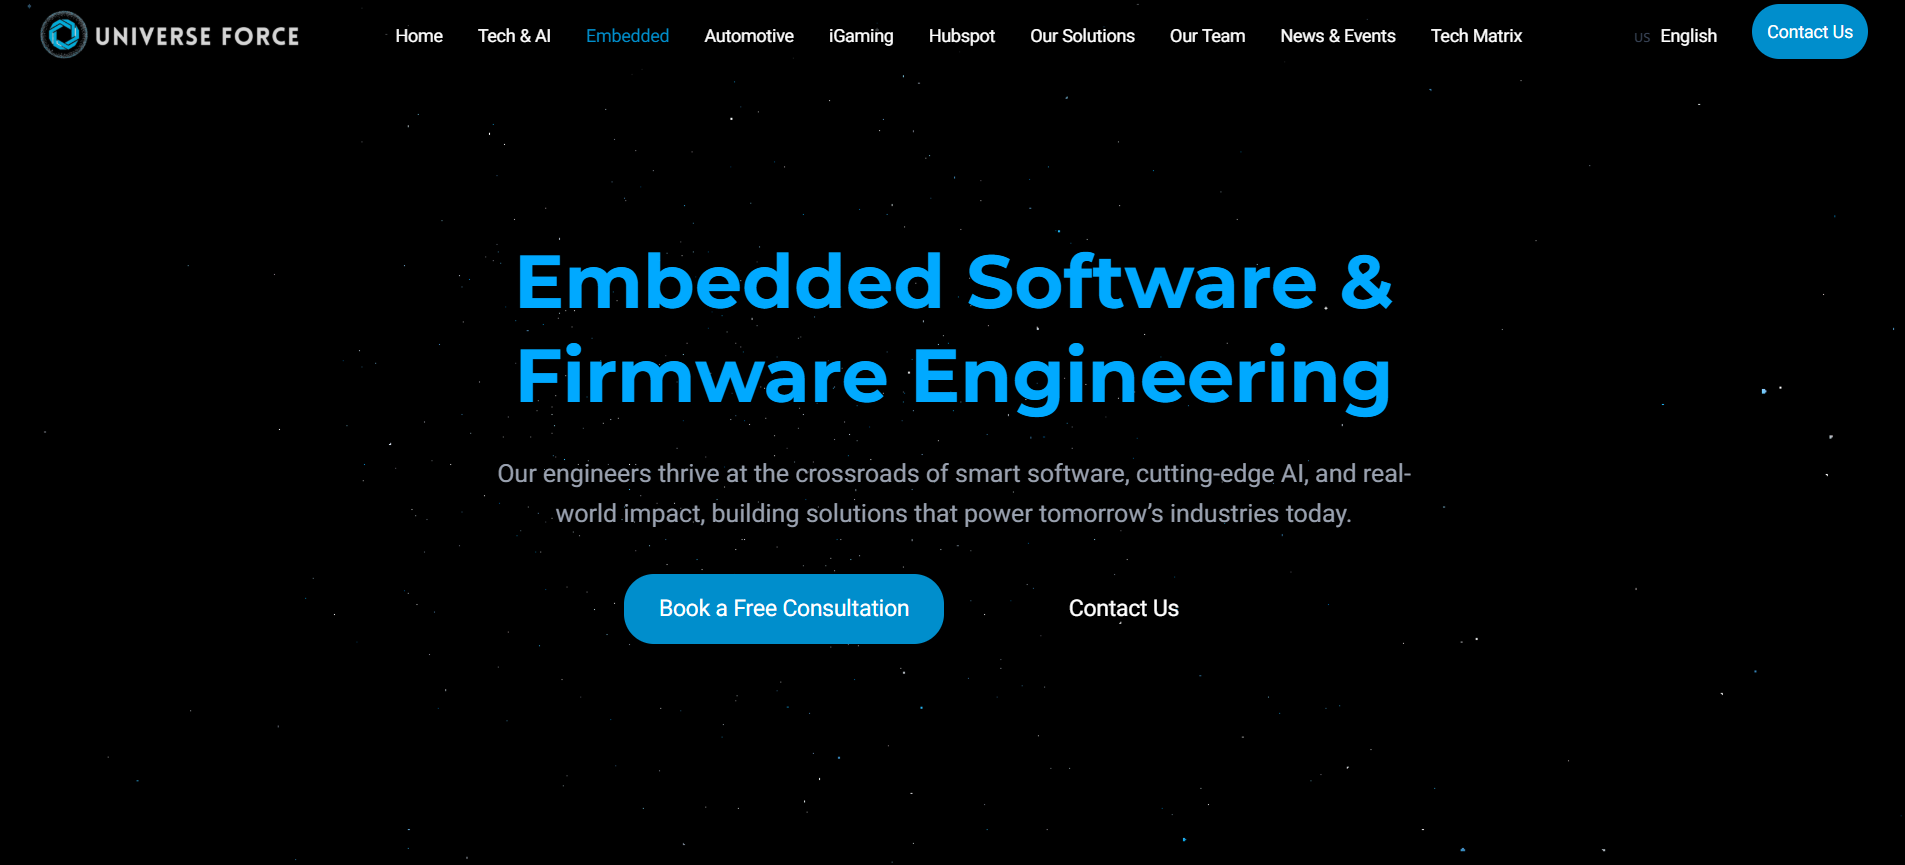 UNIVERSE FORCE
Home Tech & AI Embedded Automotive iGaming Hubspot Our Solutions Our Team News & Events Tech Matrix US English Contact Us
Embedded Software &
Firmware Engineering
Our engineers thrive at the crossroads of smart software, cutting-edge AI, and real-
world impact, building solutions that power tomorrow’s industries today.
Book a Free Consultation Contact Us